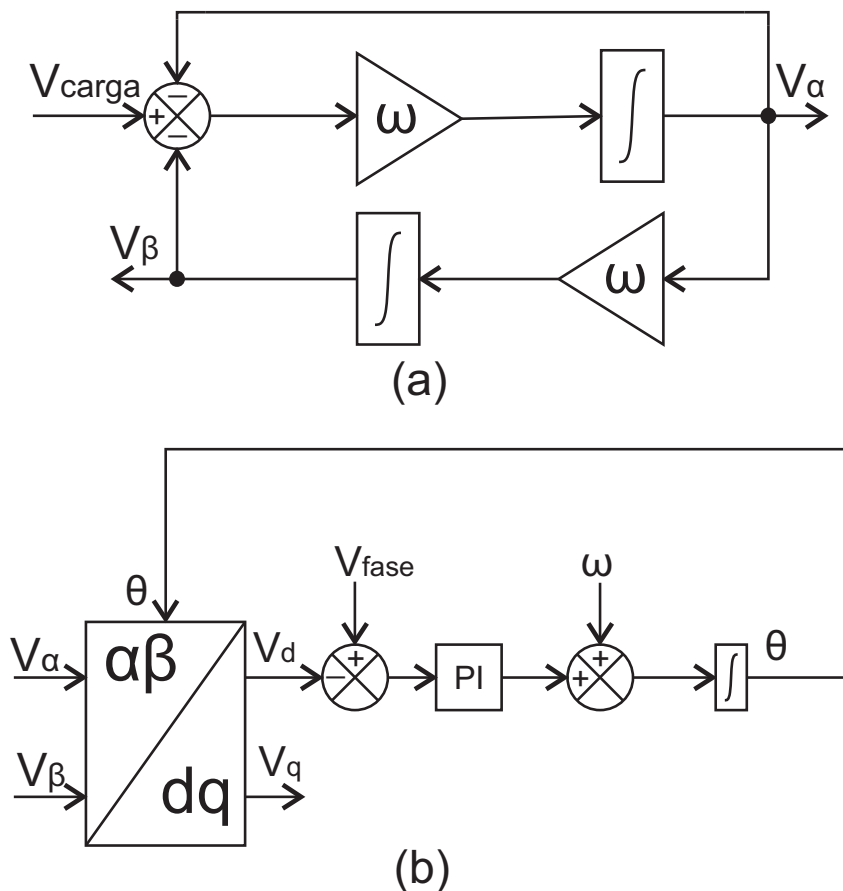 Vcarga
+
−
−
ω
∫
Vα
Vβ
∫
ω
(a)
θ
Vα
Vβ
αβ
dq
Vd
Vq
Vfase
+
−
PI
ω
+
+
∫
θ
(b)